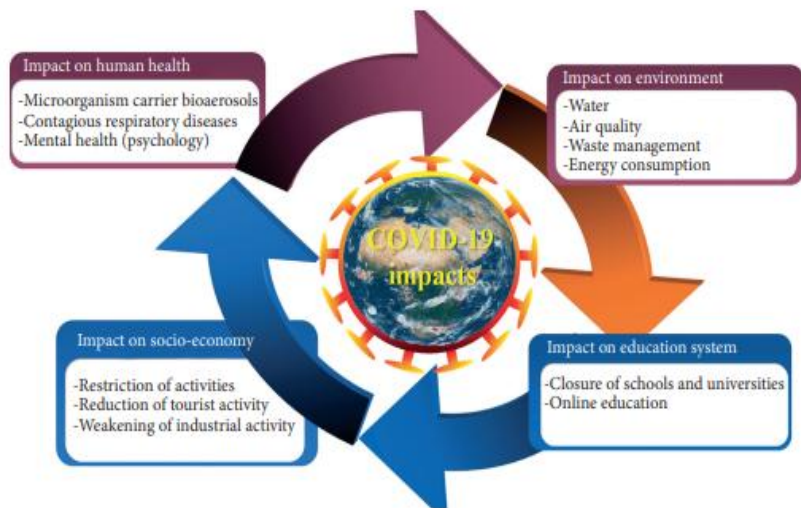 Impact on human health
-Microorganism carrier bioaerosols
-Contagious respiratory diseases
-Mental health (psychology)
Impact on environment
-Water
-Air quality
-Waste management
-Energy consumption
COVID-19
impacts
Impact on socio-economy
-Restriction of activities
-Reduction of tourist activity
-Weakening of industrial activity
Impact on education system
-Closure of schools and universities
-Online education